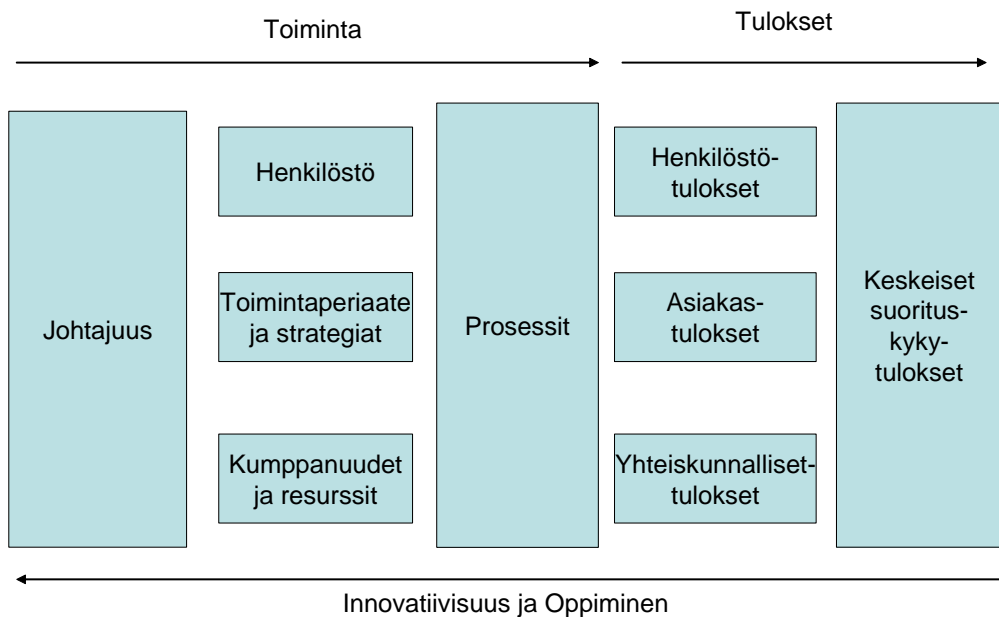 Toiminta
Tulokset
Johtajuus
Henkilöstö
Toimintaperiaate
ja strategiat
Kumppanuudet
ja resurssit
Prosessit
Henkilöstö-
tulokset
Asiakas-
tulokset
Yhteiskunnalliset-
tulokset
Keskeiset
suoritus-
kyky-
tulokset
Innovatiivisuus ja Oppiminen